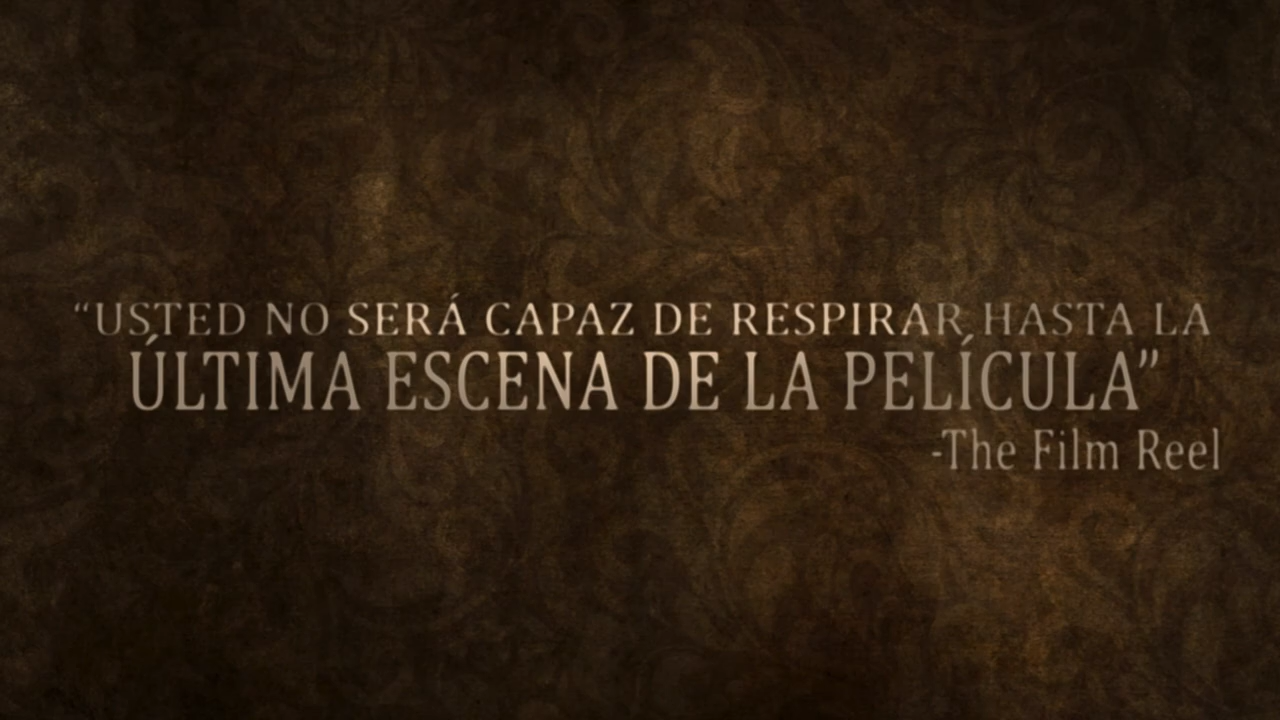 “USTED NO SERÁ CAPAZ DE RESPIRAR HASTA LA
ÚLTIMA ESCENA DE LA PELÍCULA”
-The Film Reel